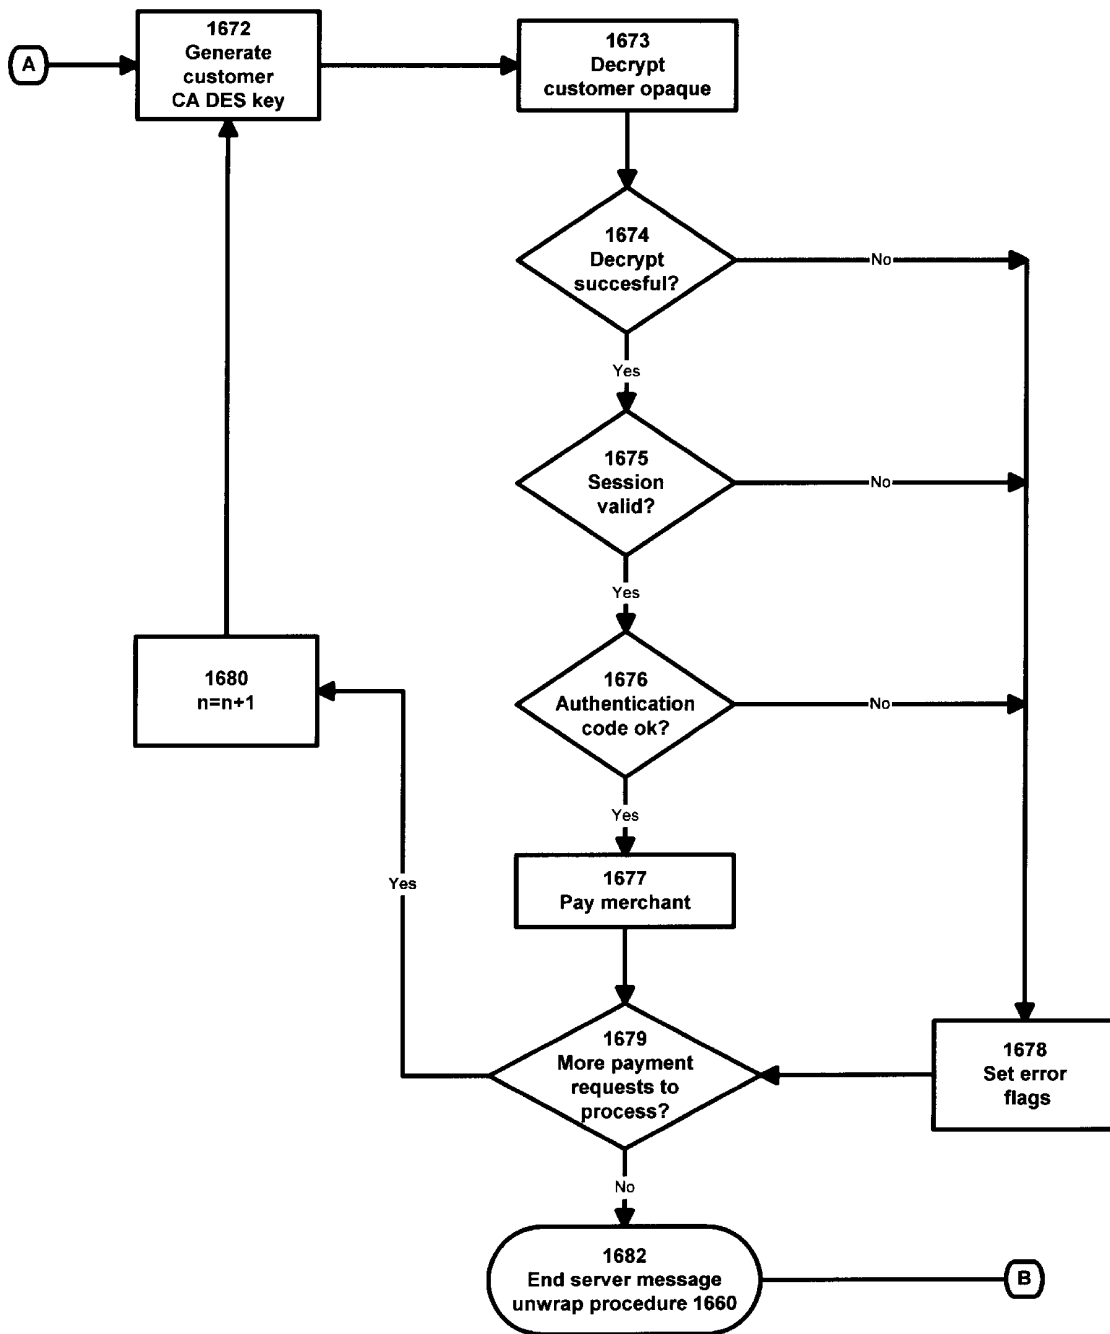 A
1672
Generate
customer
CA DES key
1673
Decrypt
customer opaque
1674
Decrypt
succesful?
No
Yes
1675
Session
valid?
No
Yes
1676
Authentication
code ok?
No
Yes
1680
n=n+1
1677
Pay merchant
Yes
1679
More payment
requests to
process?
1678
Set error
flags
No
1682
End server message
unwrap procedure 1660
B